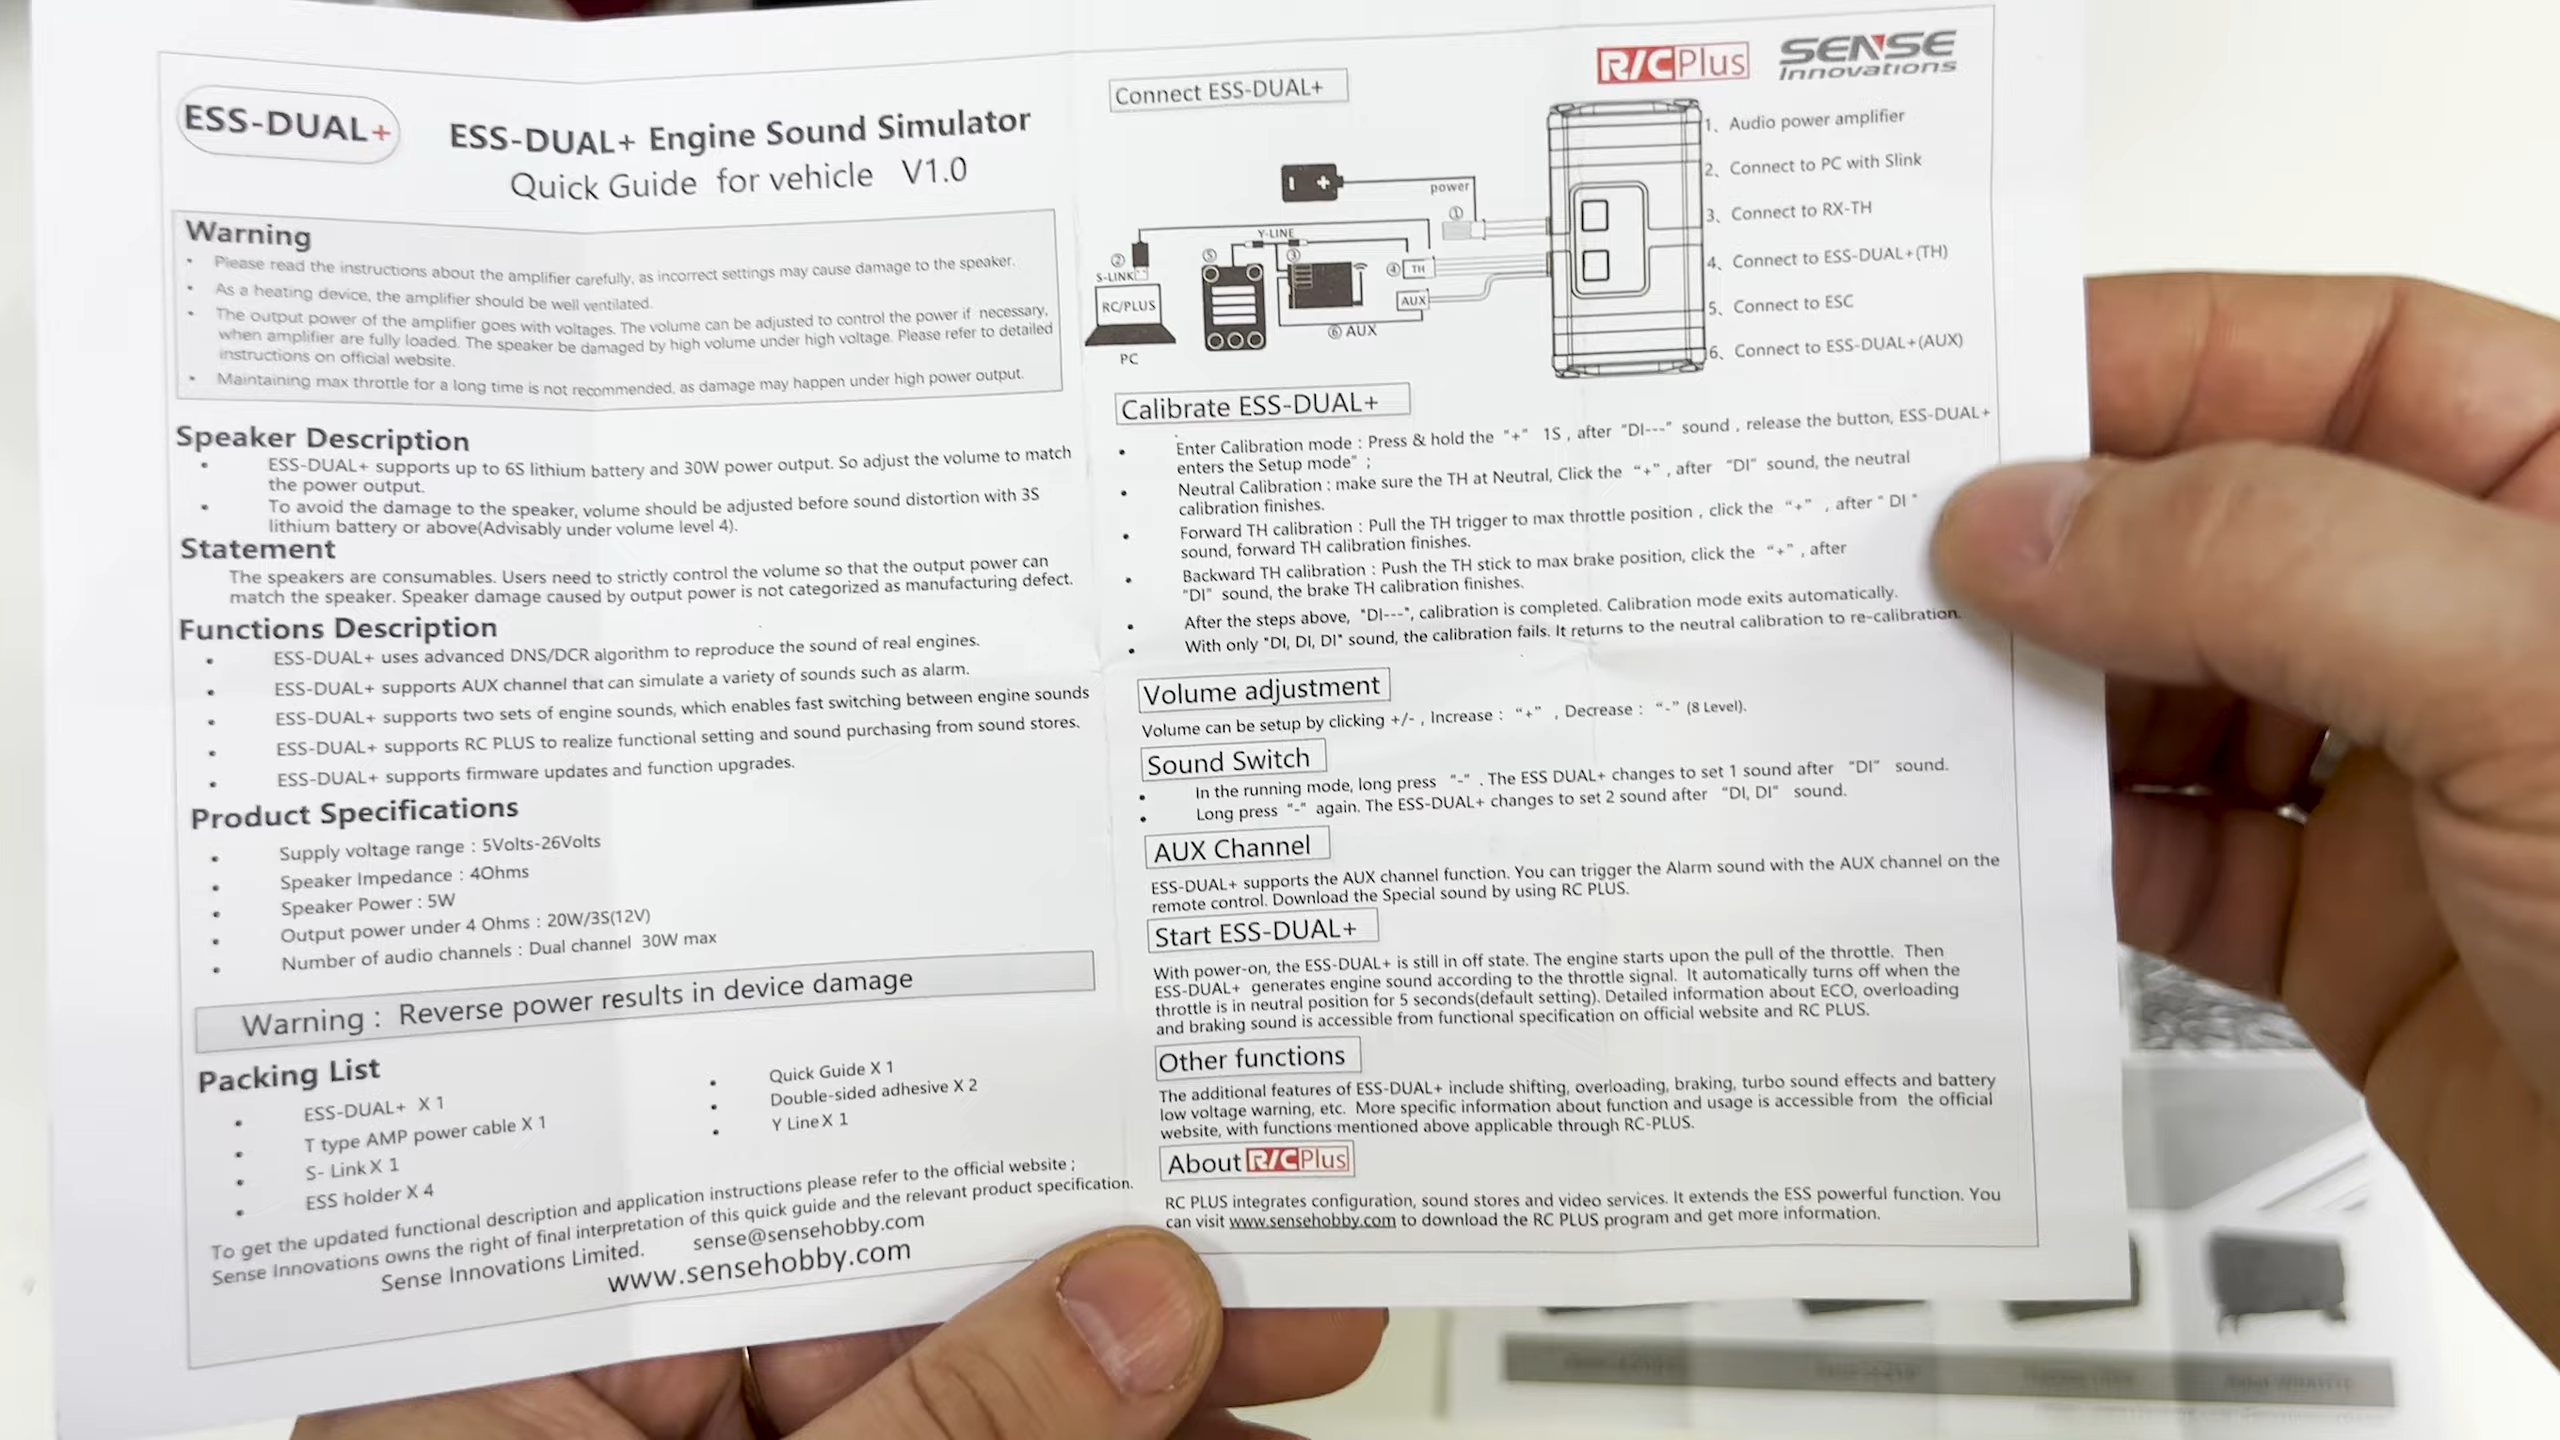 ESS-DUAL+
ESS-DUAL+ Engine Sound Simulator
Quick Guide for vehicle V1.0
Warning
• Please read the instructions about the amplifier carefully, as incorrect settings may cause damage to the speaker.
• As a heating device, the amplifier should be well ventilated.
• The output power of the amplifier goes with voltages. The volume can be adjusted to control the power if necessary,
when amplifier are fully loaded. The speaker be damaged by high volume under high voltage. Please refer to detailed
instructions on official website.
• Maintaining max throttle for a long time is not recommended, as damage may happen under high power output.
Speaker Description
• ESS-DUAL+ supports up to 6S lithium battery and 30W power output. So adjust the volume to match
the power output.
• To avoid the damage to the speaker, volume should be adjusted before sound distortion with 3S
lithium battery or above(Advisably under volume level 4).
Statement
The speakers are consumables. Users need to strictly control the volume so that the output power can
match the speaker. Speaker damage caused by output power is not categorized as manufacturing defect.
Functions Description
• ESS-DUAL+ uses advanced DNS/DCR algorithm to reproduce the sound of real engines.
• ESS-DUAL+ supports AUX channel that can simulate a variety of sounds such as alarm.
• ESS-DUAL+ supports two sets of engine sounds, which enables fast switching between engine sounds
• ESS-DUAL+ supports RC PLUS to realize functional setting and sound purchasing from sound stores.
• ESS-DUAL+ supports firmware updates and function upgrades.
Product Specifications
• Supply voltage range : 5Volts-26Volts
• Speaker Impedance : 4Ohms
• Speaker Power : 5W
• Output power under 4 Ohms : 20W/3S(12V)
• Number of audio channels : Dual channel 30W max
Warning : Reverse power results in device damage
Packing List
• ESS-DUAL+ X 1
• T type AMP power cable X 1
• S- Link X 1
• ESS holder X 4
• Quick Guide X 1
• Double-sided adhesive X 2
• Y Line X 1
To get the updated functional description and application instructions please refer to the official website ;
Sense Innovations owns the right of final interpretation of this quick guide and the relevant product specification.
Sense Innovations Limited. sense@sensehobby.com
www.sensehobby.com
R/C Plus
SENSE
Innovations
Connect ESS-DUAL+
power
①
Y-LINE
②
S-LINK
RC/PLUS
PC
⑤
③
④ TH
AUX
⑥ AUX
1、Audio power amplifier
2、Connect to PC with Slink
3、Connect to RX-TH
4、Connect to ESS-DUAL+(TH)
5、Connect to ESC
6、Connect to ESS-DUAL+(AUX)
Calibrate ESS-DUAL+
• Enter Calibration mode : Press & hold the "+" 1S , after "DI---" sound , release the button, ESS-DUAL+
enters the Setup mode" ;
• Neutral Calibration : make sure the TH at Neutral, Click the "+" , after "DI" sound, the neutral
calibration finishes.
• Forward TH calibration : Pull the TH trigger to max throttle position , click the "+" , after " DI "
sound, forward TH calibration finishes.
• Backward TH calibration : Push the TH stick to max brake position, click the "+" , after
"DI" sound, the brake TH calibration finishes.
• After the steps above, "DI---", calibration is completed. Calibration mode exits automatically.
• With only "DI, DI, DI" sound, the calibration fails. It returns to the neutral calibration to re-calibration.
Volume adjustment
Volume can be setup by clicking +/- , Increase : "+" , Decrease : "-" (8 Level).
Sound Switch
• In the running mode, long press "-" . The ESS DUAL+ changes to set 1 sound after "DI" sound.
• Long press "-" again. The ESS-DUAL+ changes to set 2 sound after "DI, DI" sound.
AUX Channel
ESS-DUAL+ supports the AUX channel function. You can trigger the Alarm sound with the AUX channel on the
remote control. Download the Special sound by using RC PLUS.
Start ESS-DUAL+
With power-on, the ESS-DUAL+ is still in off state. The engine starts upon the pull of the throttle. Then
ESS-DUAL+ generates engine sound according to the throttle signal. It automatically turns off when the
throttle is in neutral position for 5 seconds(default setting). Detailed information about ECO, overloading
and braking sound is accessible from functional specification on official website and RC PLUS.
Other functions
The additional features of ESS-DUAL+ include shifting, overloading, braking, turbo sound effects and battery
low voltage warning, etc. More specific information about function and usage is accessible from the official
website, with functions mentioned above applicable through RC-PLUS.
About R/C Plus
RC PLUS integrates configuration, sound stores and video services. It extends the ESS powerful function. You
can visit www.sensehobby.com to download the RC PLUS program and get more information.